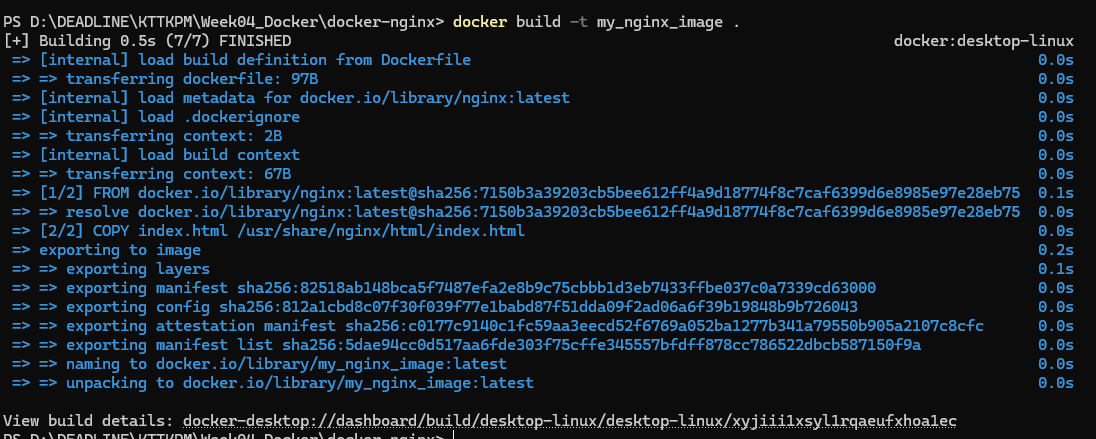 PS D:\DEADLINE\KTTKPM\Week04_Docker\docker-nginx> docker build -t my_nginx_image .
[+] Building 0.5s (7/7) FINISHED docker:desktop-linux
=> [internal] load build definition from Dockerfile 0.0s
=> => transferring dockerfile: 97B 0.0s
=> [internal] load metadata for docker.io/library/nginx:latest 0.0s
=> [internal] load .dockerignore 0.0s
=> => transferring context: 2B 0.0s
=> [internal] load build context 0.0s
=> => transferring context: 67B 0.0s
=> [1/2] FROM docker.io/library/nginx:latest@sha256:7150b3a39203cb5bee612ff4a9d18774f8c7caf6399d6e8985e97e28eb75 0.1s
=> => resolve docker.io/library/nginx:latest@sha256:7150b3a39203cb5bee612ff4a9d18774f8c7caf6399d6e8985e97e28eb75 0.0s
=> [2/2] COPY index.html /usr/share/nginx/html/index.html 0.0s
=> exporting to image 0.2s
=> => exporting layers 0.1s
=> => exporting manifest sha256:82518ab148bca5f7487efa2e8b9c75cbbb1d3eb7433ffbe037c0a7339cd63000 0.0s
=> => exporting config sha256:812a1cbd8c07f30f039f77e1babd87f51dda09f2ad06a6f39b19848b9b726043 0.0s
=> => exporting attestation manifest sha256:c0177c9140c1fc59aa3eecd52f6769a052ba1277b341a79550b905a2107c8cfc 0.0s
=> => exporting manifest list sha256:5dae94cc0d517aa6fde303f75cffe345557bfdff878cc786522dbcb587150f9a 0.0s
=> => naming to docker.io/library/my_nginx_image:latest 0.0s
=> => unpacking to docker.io/library/my_nginx_image:latest 0.0s
View build details: docker-desktop://dashboard/build/desktop-linux/desktop-linux/xyjiii1xsyl1rqaeufxhoa1ec
PS D:\DEADLINE\KTTKPM\Week04_Docker\docker-nginx>